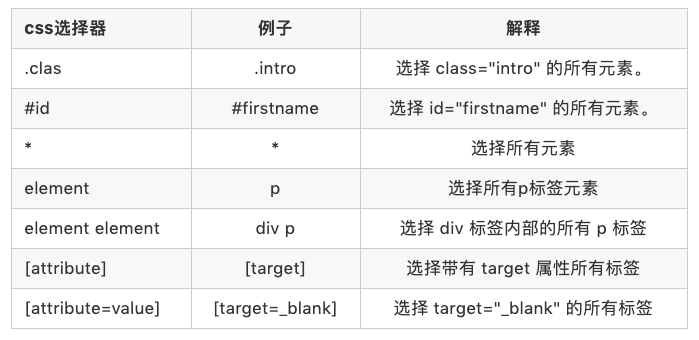 css选择器 例子 解释
.clas .intro 选择 class="intro" 的所有元素。
#id #firstname 选择 id="firstname" 的所有元素。
* * 选择所有元素
element p 选择所有p标签元素
element element div p 选择 div 标签内部的所有 p 标签
[attribute] [target] 选择带有 target 属性所有标签
[attribute=value] [target=_blank] 选择 target="_blank" 的所有标签